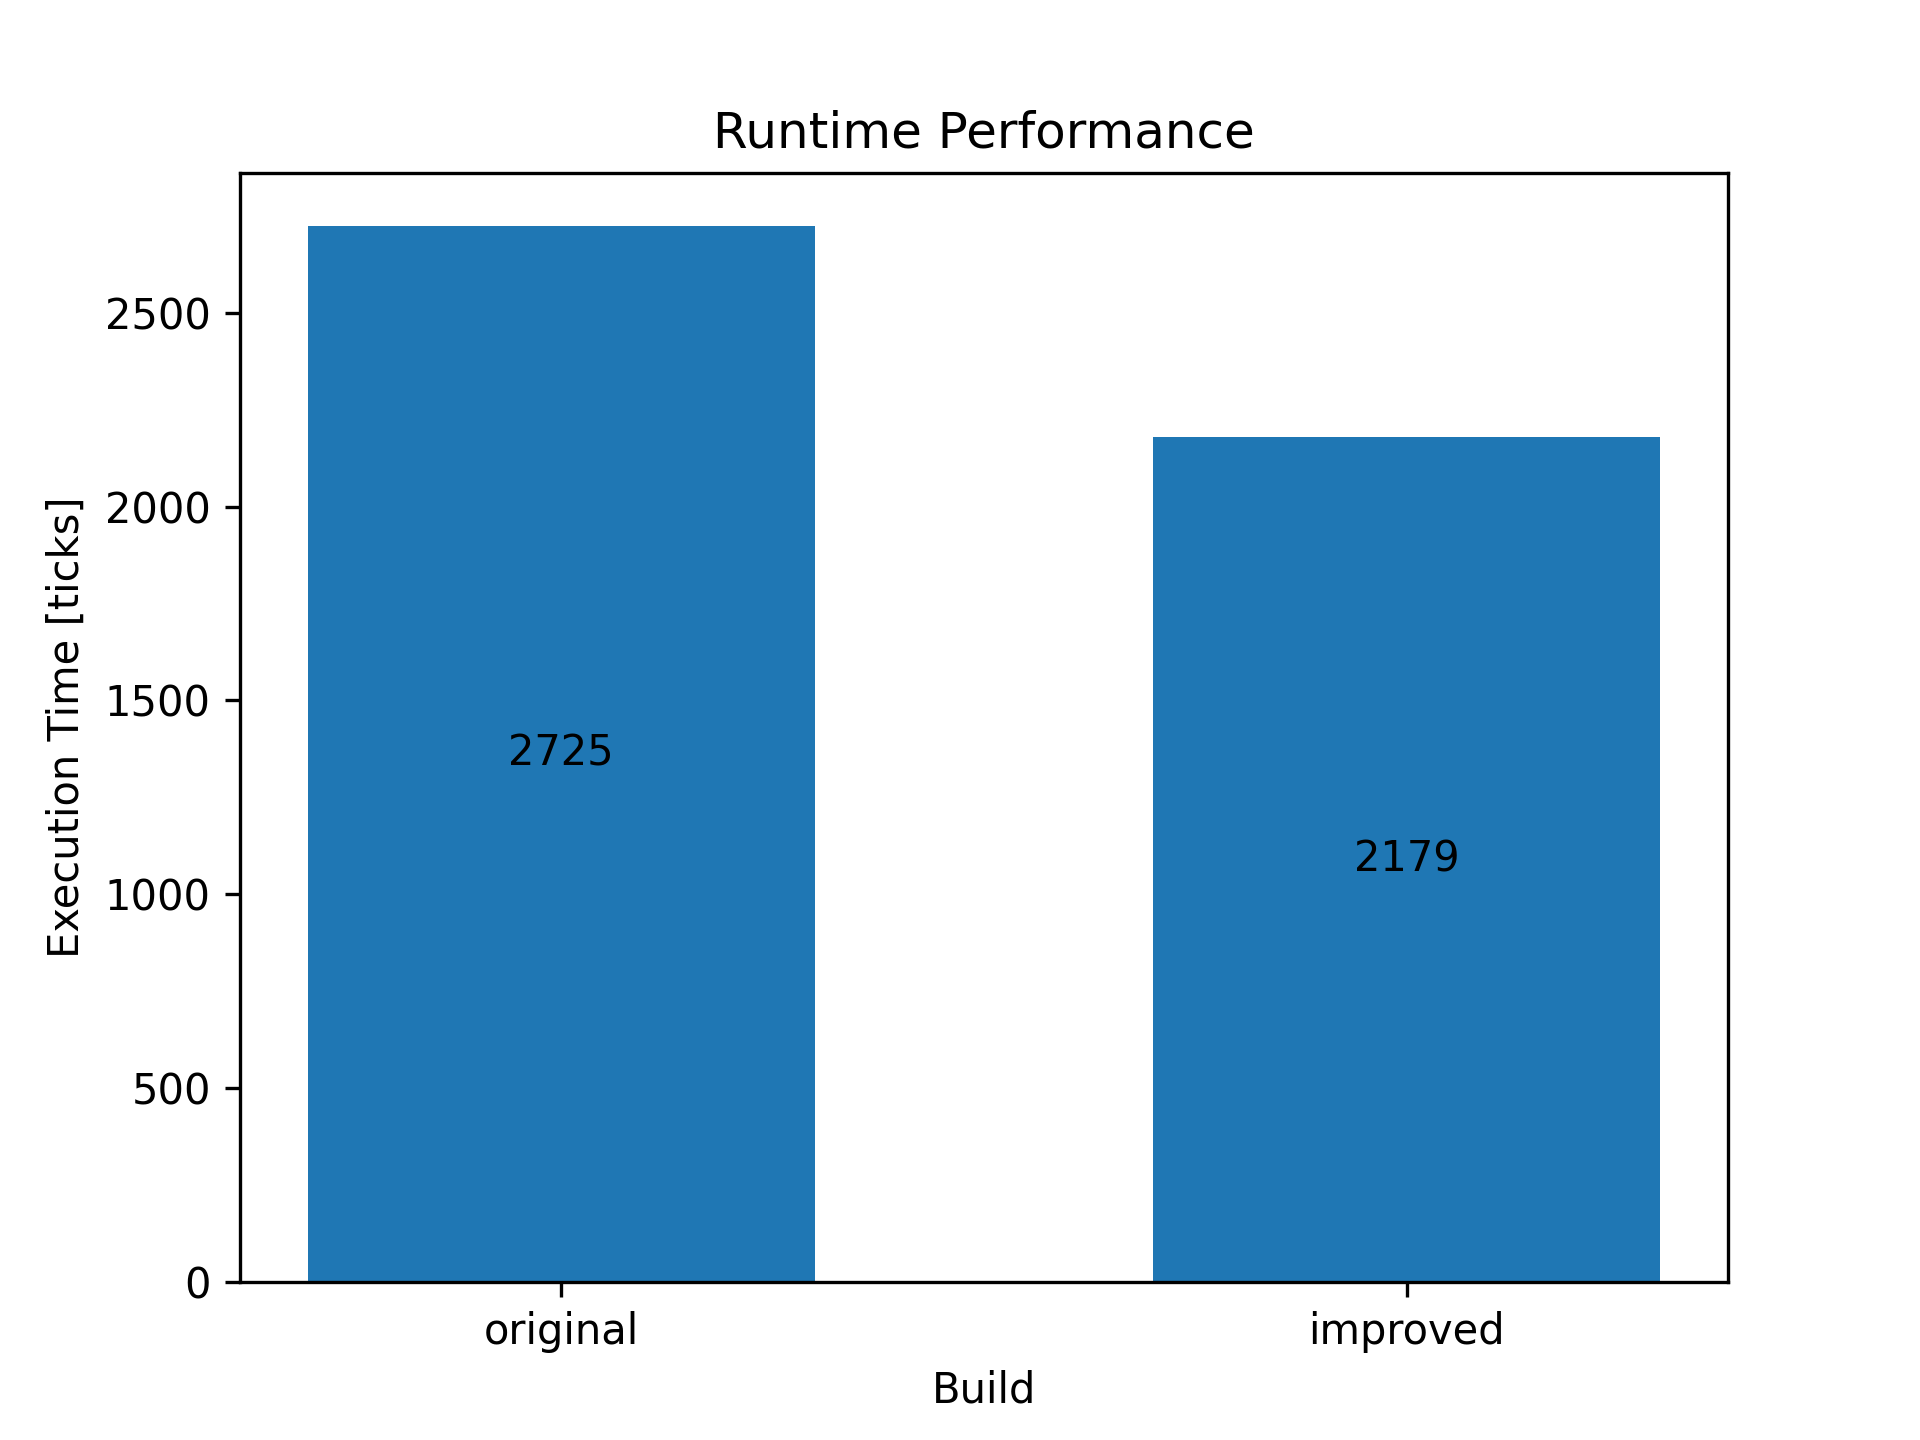 Runtime Performance
Execution Time [ticks]
2500
2000
1500
1000
500
0
2725
2179
original
improved
Build